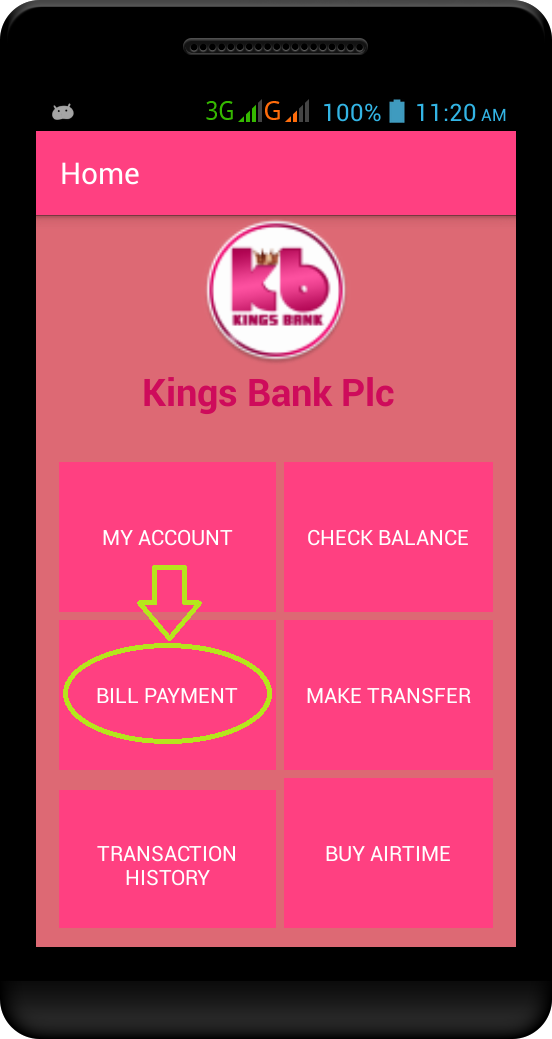 3G G 100% 11:20 AM
Home
kb
KINGS BANK
Kings Bank Plc
MY ACCOUNT
CHECK BALANCE
BILL PAYMENT
MAKE TRANSFER
TRANSACTION
HISTORY
BUY AIRTIME